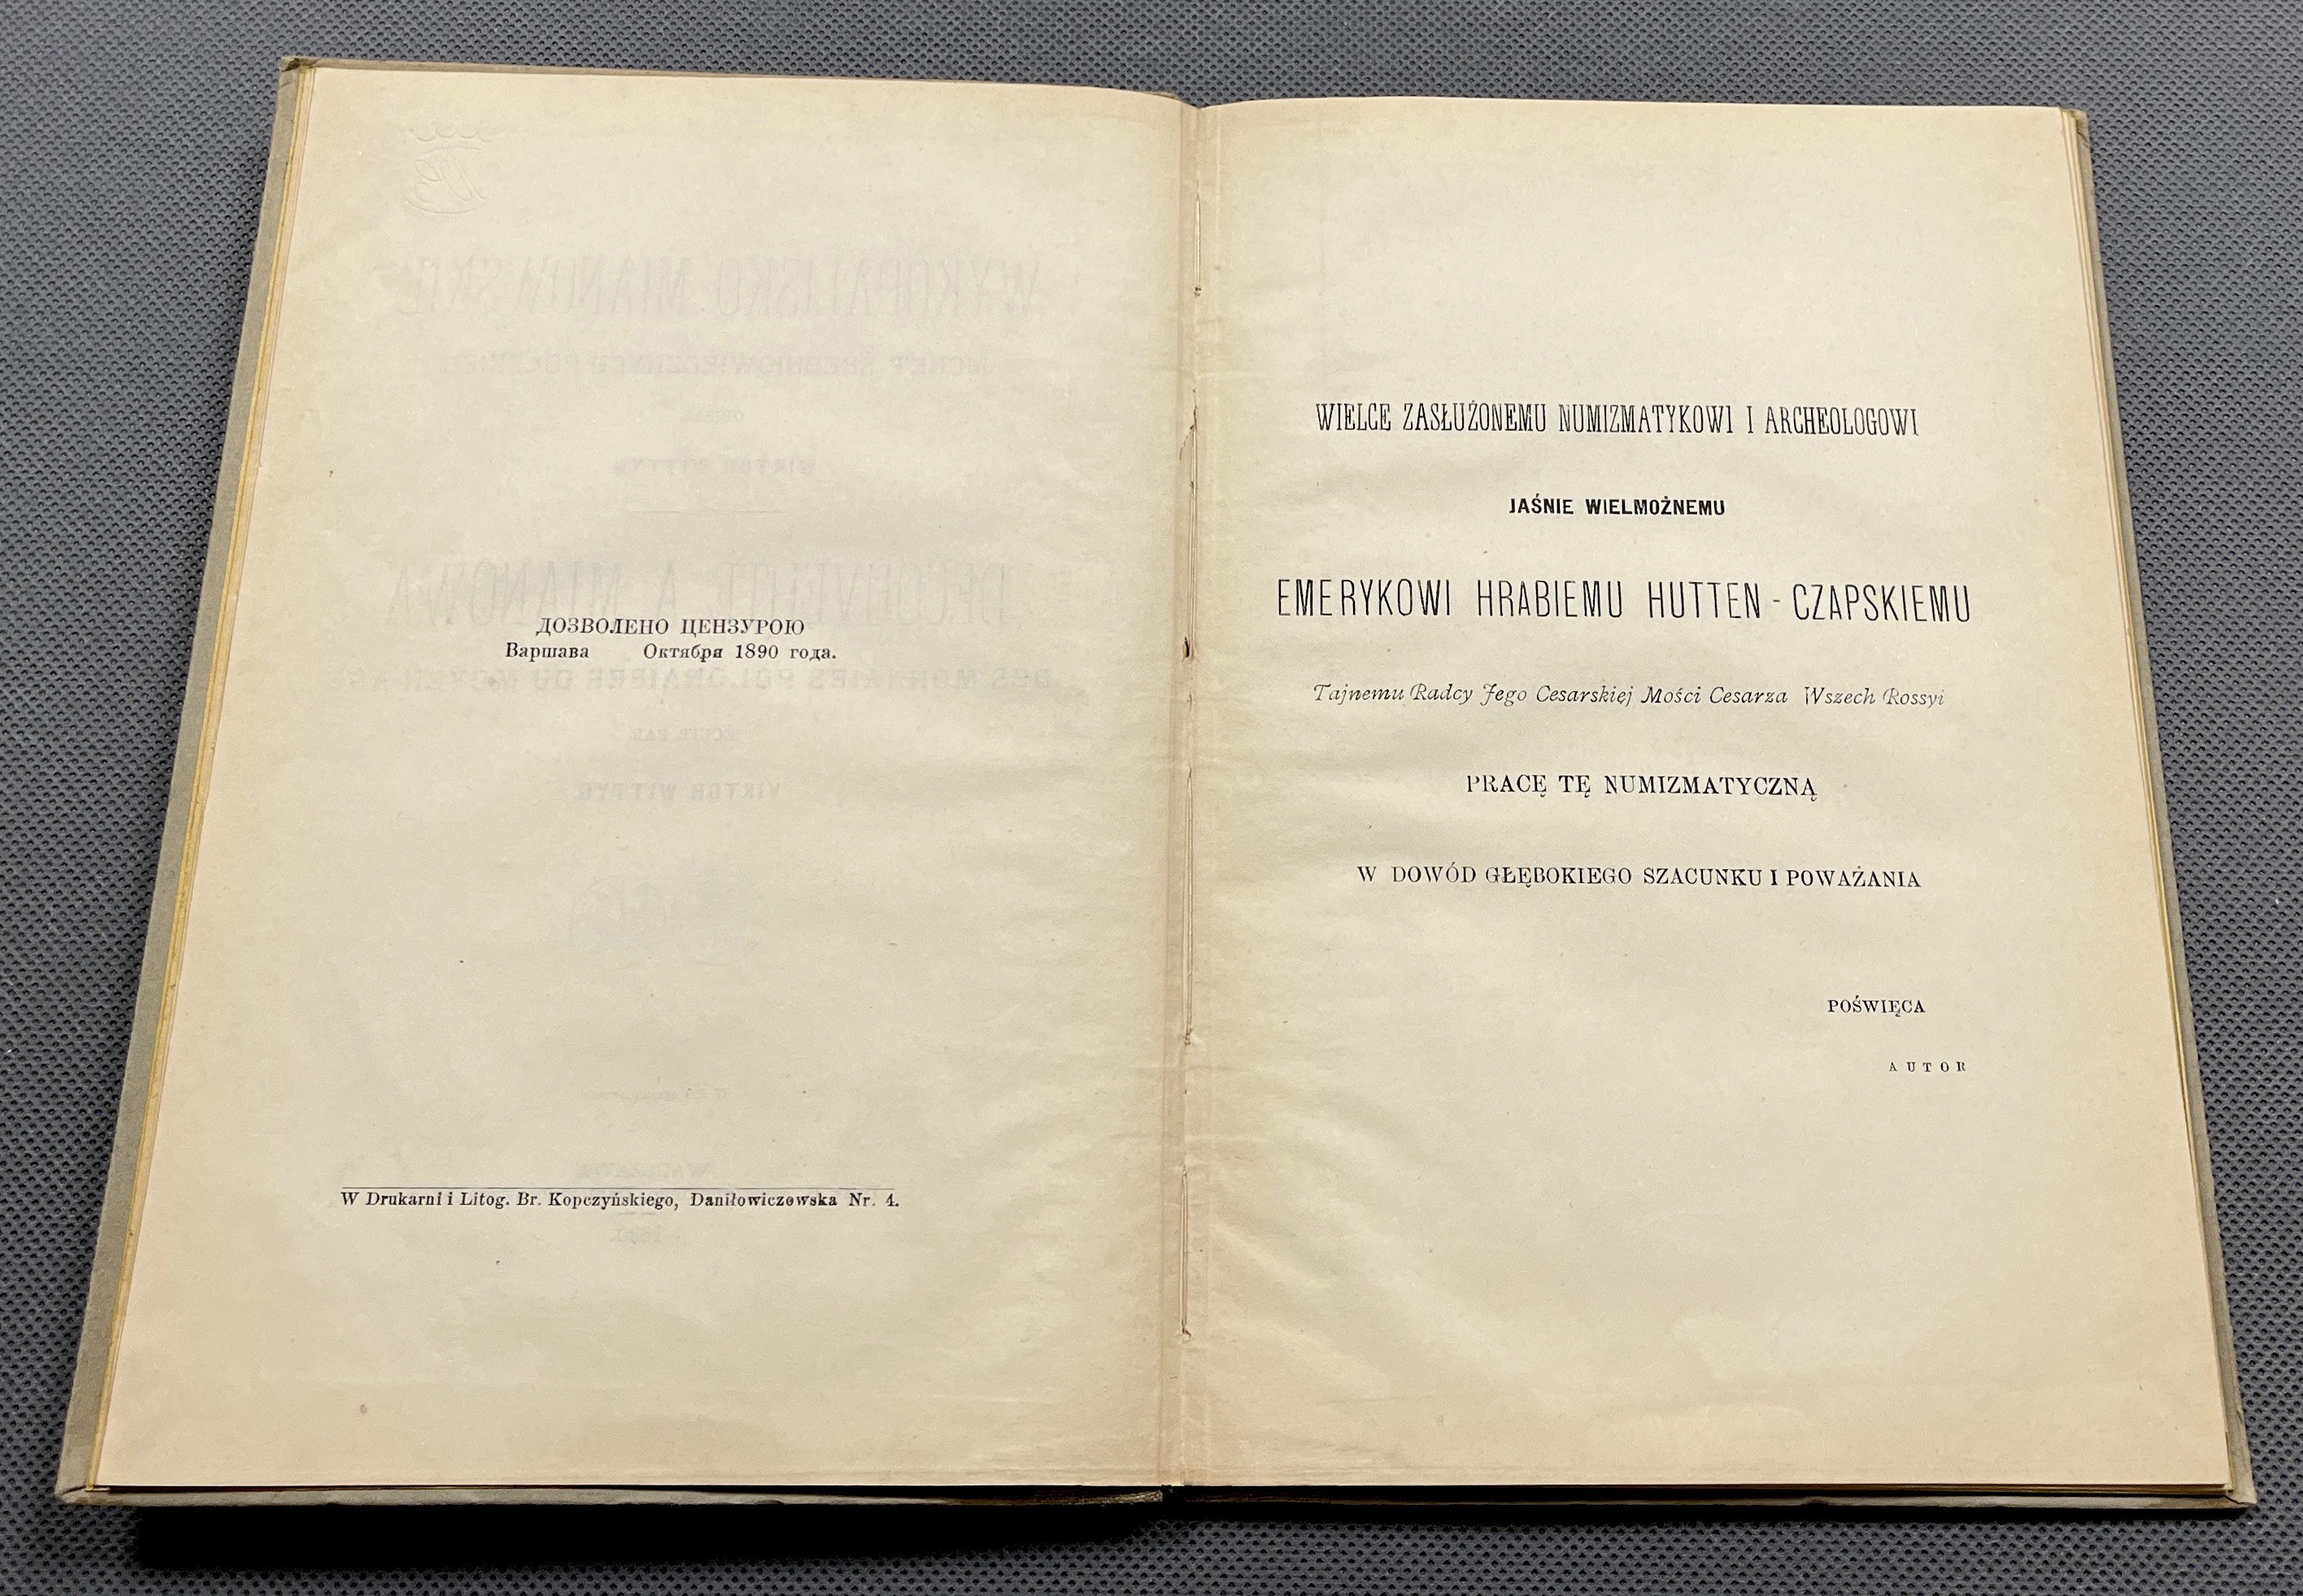 ДОЗВОЛЕНО ЦЕНЗУРОЮ
Варшава Октября 1890 года.
W Drukarni i Litog. Br. Kopczyńskiego, Daniłowiczowska Nr. 4.
WIELCE ZASŁUŻONEMU NUMIZMATYKOWI I ARCHEOLOGOWI
JAŚNIE WIELMOŻNEMU
EMERYKOWI HRABIEMU HUTTEN - CZAPSKIEMU
Tajnemu Radcy Jego Cesarskiej Mości Cesarza Wszech Rossyi
PRACĘ TĘ NUMIZMATYCZNĄ
W DOWÓD GŁĘBOKIEGO SZACUNKU I POWAŻANIA
POŚWIĘCA
AUTOR